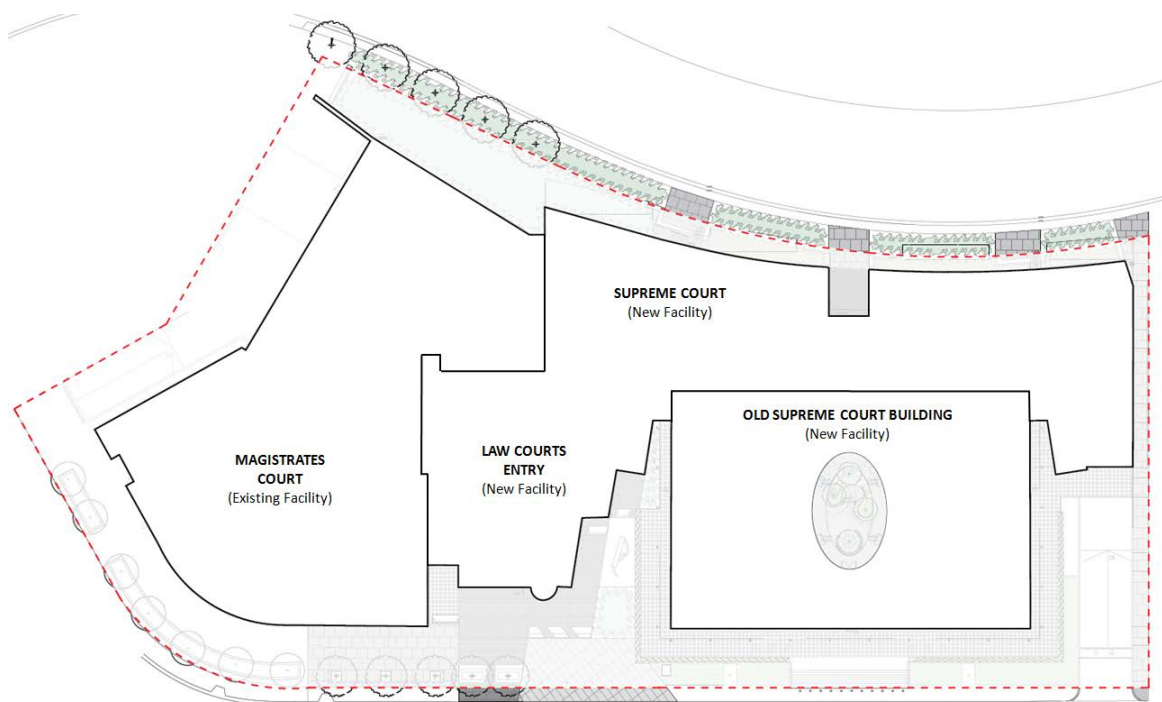 SUPREME COURT
(New Facility)
OLD SUPREME COURT BUILDING
(New Facility)
MAGISTRATES
COURT
(Existing Facility)
LAW COURTS
ENTRY
(New Facility)